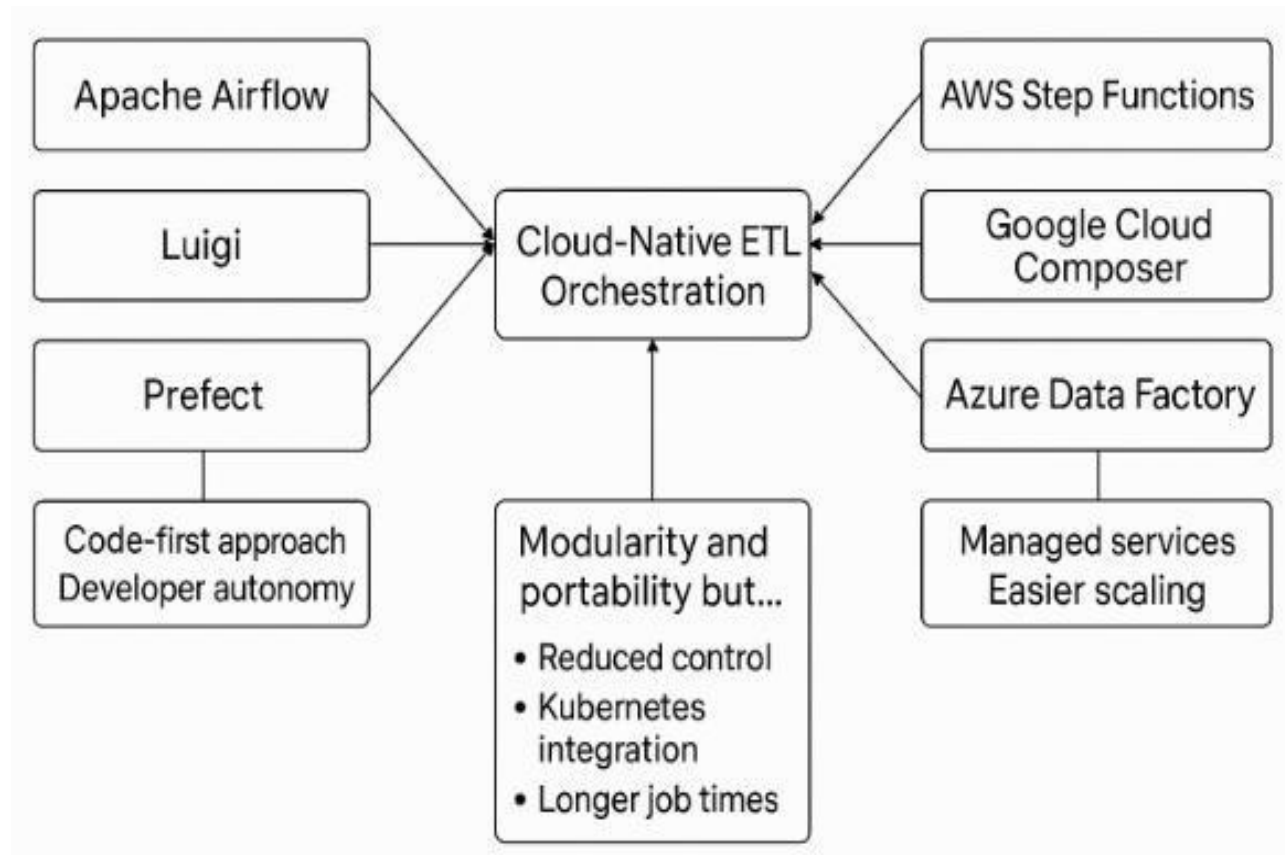 Apache Airflow
Luigi
Prefect
Code-first approach
Developer autonomy
Cloud-Native ETL
Orchestration
Modularity and
portability but...
• Reduced control
• Kubernetes
integration
• Longer job times
AWS Step Functions
Google Cloud
Composer
Azure Data Factory
Managed services
Easier scaling